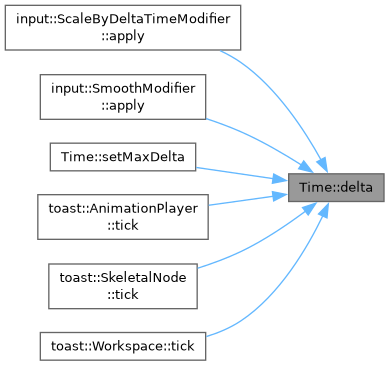 input::ScaleByDeltaTimeModifier
::apply
input::SmoothModifier
::apply
Time::setMaxDelta
Time::delta
toast::AnimationPlayer
::tick
toast::SkeletalNode
::tick
toast::Workspace::tick